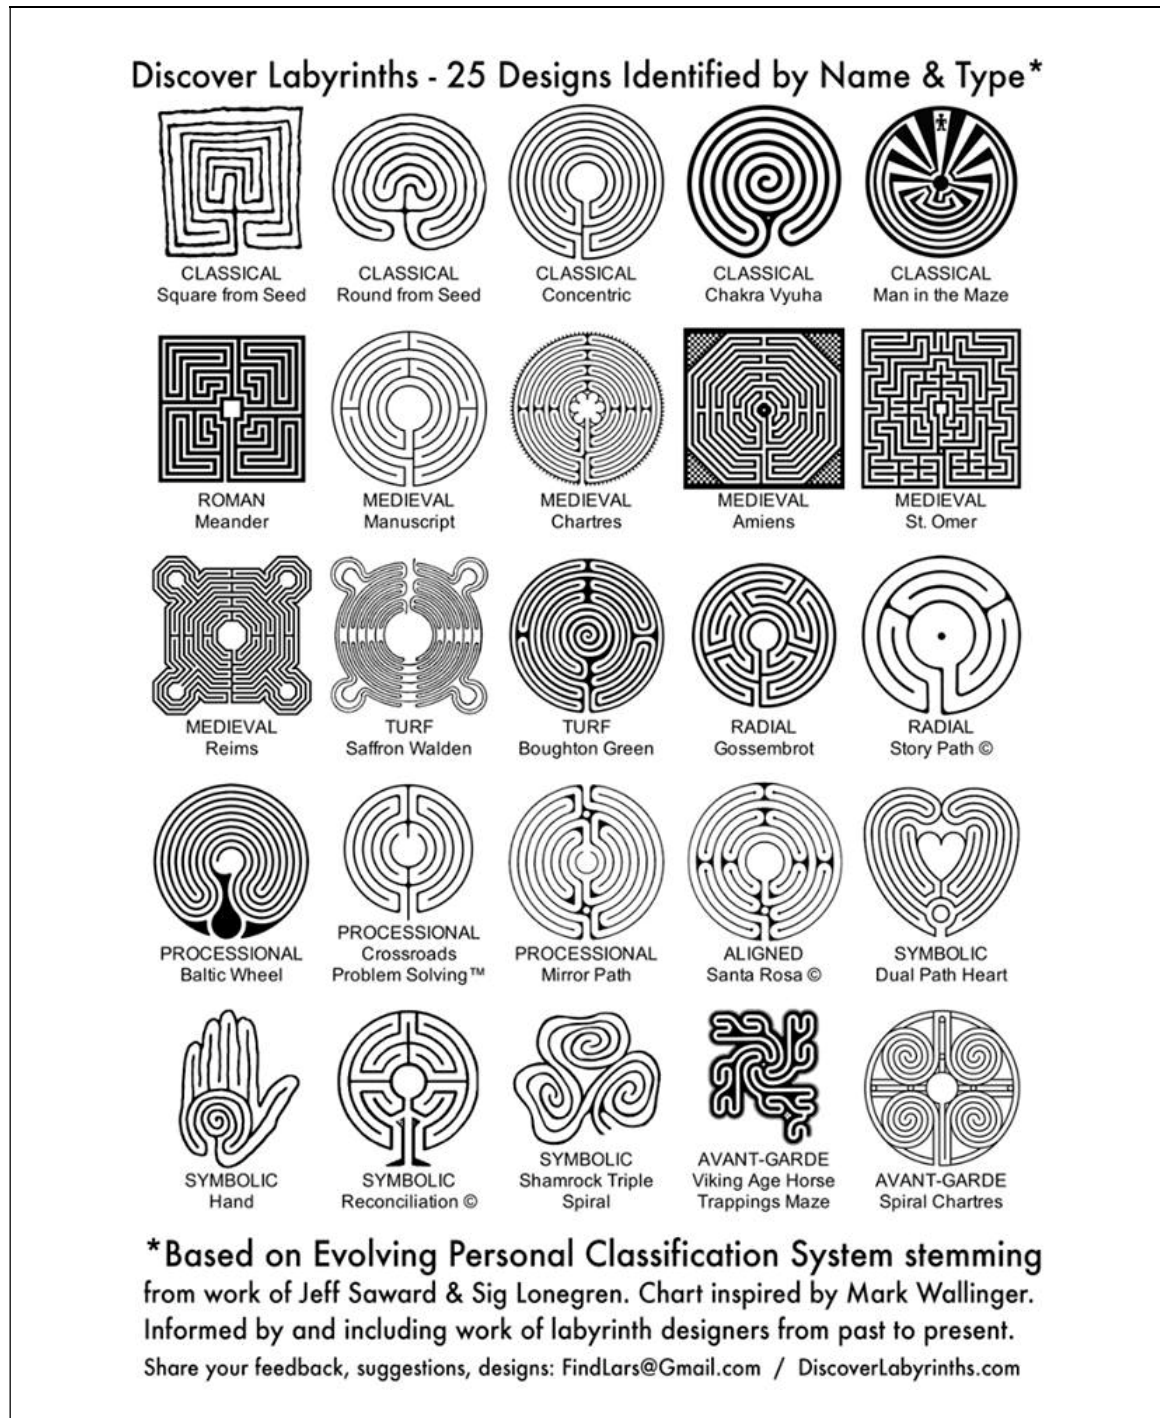 Discover Labyrinths - 25 Designs Identified by Name & Type*
CLASSICAL
Square from Seed
CLASSICAL
Round from Seed
CLASSICAL
Concentric
CLASSICAL
Chakra Vyuha
CLASSICAL
Man in the Maze
ROMAN
Meander
MEDIEVAL
Manuscript
MEDIEVAL
Chartres
MEDIEVAL
Amiens
MEDIEVAL
St. Omer
MEDIEVAL
Reims
TURF
Saffron Walden
TURF
Boughton Green
RADIAL
Gossembrot
RADIAL
Story Path ©
PROCESSIONAL
Baltic Wheel
PROCESSIONAL
Crossroads
Problem Solving™
PROCESSIONAL
Mirror Path
ALIGNED
Santa Rosa ©
SYMBOLIC
Dual Path Heart
SYMBOLIC
Hand
SYMBOLIC
Reconciliation ©
SYMBOLIC
Shamrock Triple
Spiral
AVANT-GARDE
Viking Age Horse
Trappings Maze
AVANT-GARDE
Spiral Chartres
*Based on Evolving Personal Classification System stemming
from work of Jeff Saward & Sig Lonegren. Chart inspired by Mark Wallinger.
Informed by and including work of labyrinth designers from past to present.
Share your feedback, suggestions, designs: FindLars@Gmail.com / DiscoverLabyrinths.com